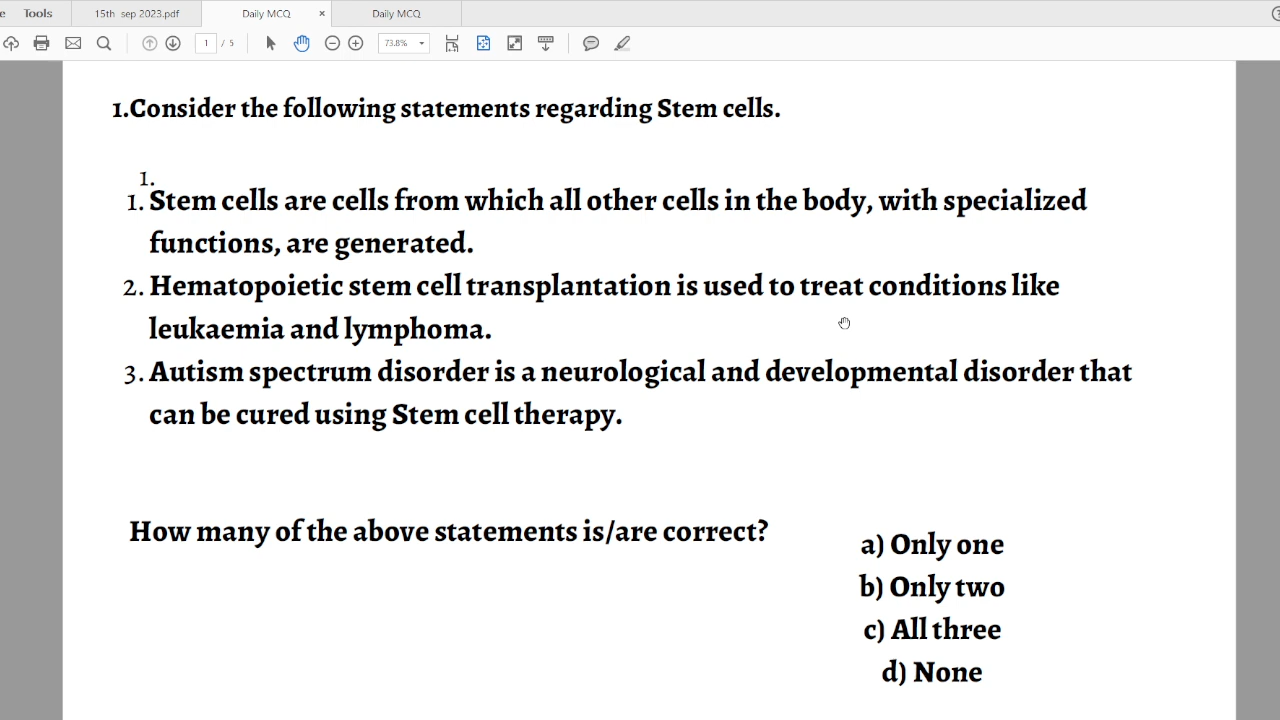 e Tools 15th sep 2023.pdf Daily MCQ × Daily MCQ
1 / 5 73.8%
1.Consider the following statements regarding Stem cells.
1.
1. Stem cells are cells from which all other cells in the body, with specialized
functions, are generated.
2. Hematopoietic stem cell transplantation is used to treat conditions like
leukaemia and lymphoma.
3. Autism spectrum disorder is a neurological and developmental disorder that
can be cured using Stem cell therapy.
How many of the above statements is/are correct?
a) Only one
b) Only two
c) All three
d) None